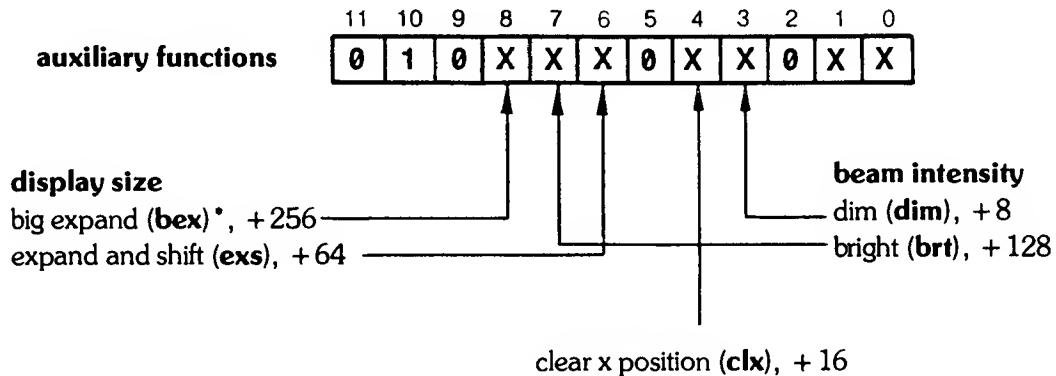 11 10 9 8 7 6 5 4 3 2 1 0
auxiliary functions 0 1 0 X X X 0 X X 0 X X
display size
big expand (bex)*, +256
expand and shift (exs), +64
beam intensity
dim (dim), +8
bright (brt), +128
clear x position (clx), +16